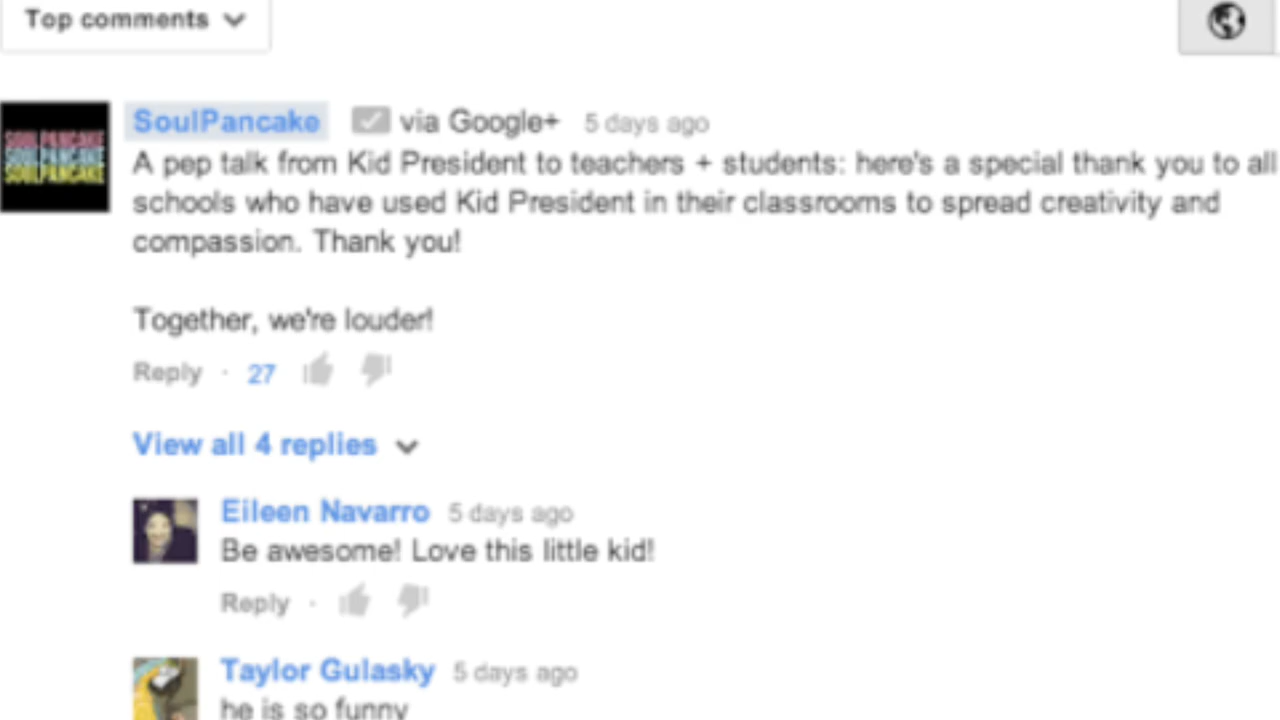 Top comments
SOULPANCAKE
SOULPANCAKE
SOULPANCAKE
SoulPancake via Google+ 5 days ago
A pep talk from Kid President to teachers + students: here's a special thank you to all
schools who have used Kid President in their classrooms to spread creativity and
compassion. Thank you!
Together, we're louder!
Reply · 27
View all 4 replies
Eileen Navarro 5 days ago
Be awesome! Love this little kid!
Reply ·
Taylor Gulasky 5 days ago
he is so funny